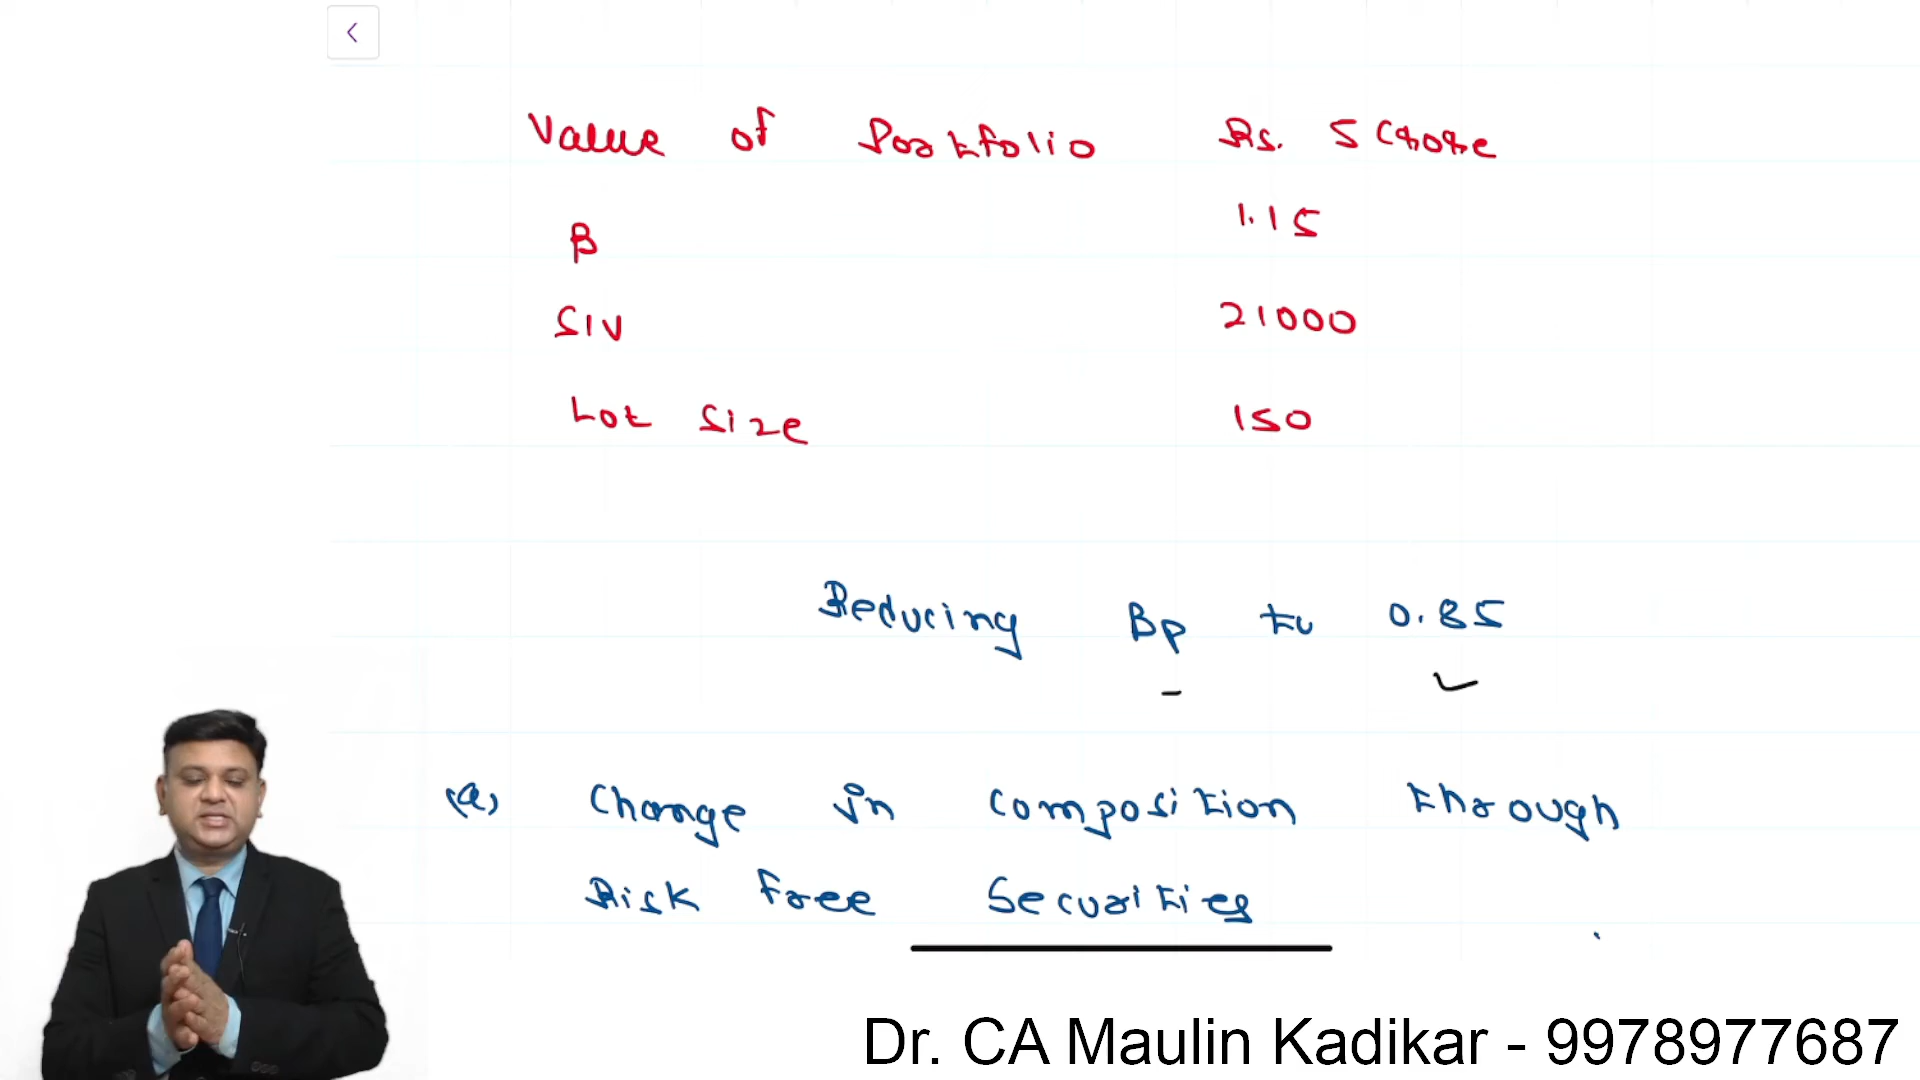 Value of Portfolio Rs. 5 Crore
β 1.15
SIV 21000
Lot Size 150
Reducing βp to 0.85
(a) Change in composition through
Risk free Securities
Dr. CA Maulin Kadikar - 9978977687